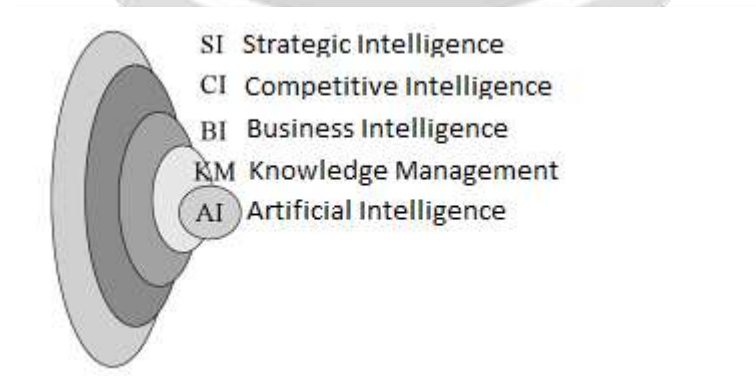 SI Strategic Intelligence
CI Competitive Intelligence
BI Business Intelligence
KM Knowledge Management
AI Artificial Intelligence